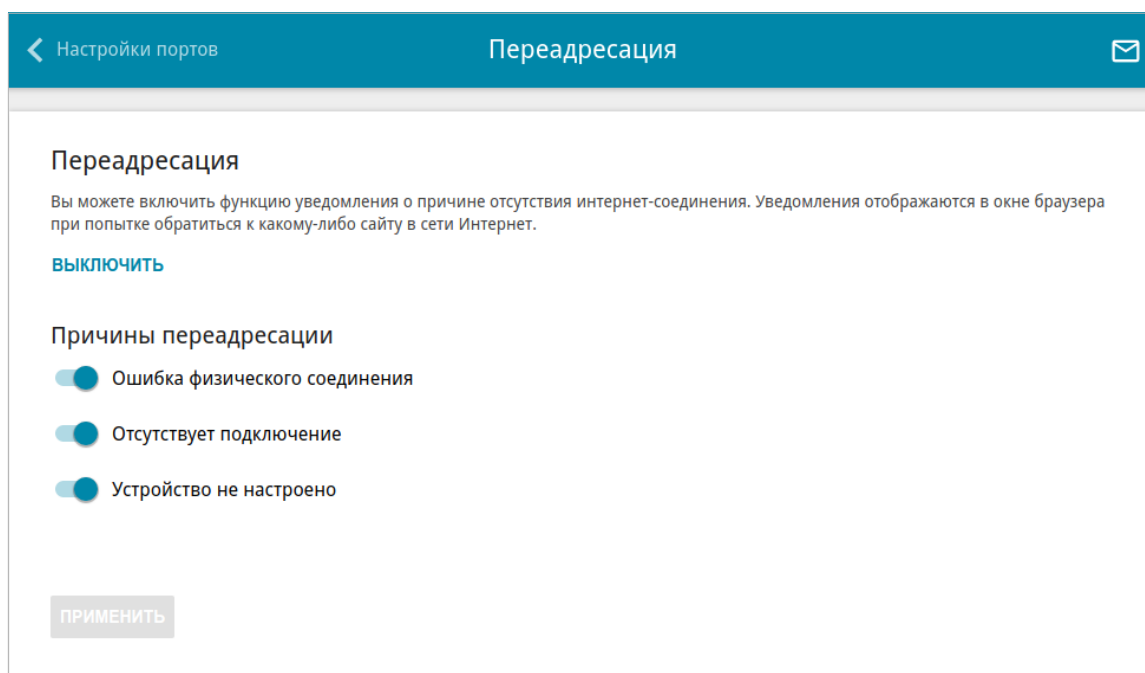 Настройки портов
Переадресация
Переадресация
Вы можете включить функцию уведомления о причине отсутствия интернет-соединения. Уведомления отображаются в окне браузера
при попытке обратиться к какому-либо сайту в сети Интернет.
ВЫКЛЮЧИТЬ
Причины переадресации
Ошибка физического соединения
Отсутствует подключение
Устройство не настроено
ПРИМЕНИТЬ